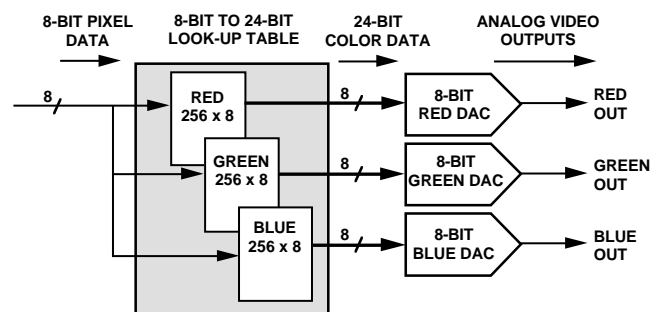 8-BIT PIXEL
DATA
8-BIT TO 24-BIT
LOOK-UP TABLE
24-BIT
COLOR DATA
ANALOG VIDEO
OUTPUTS
8
RED
256 x 8
8
8-BIT
RED DAC
RED
OUT
GREEN
256 x 8
8
8-BIT
GREEN DAC
GREEN
OUT
BLUE
256 x 8
8
8-BIT
BLUE DAC
BLUE
OUT